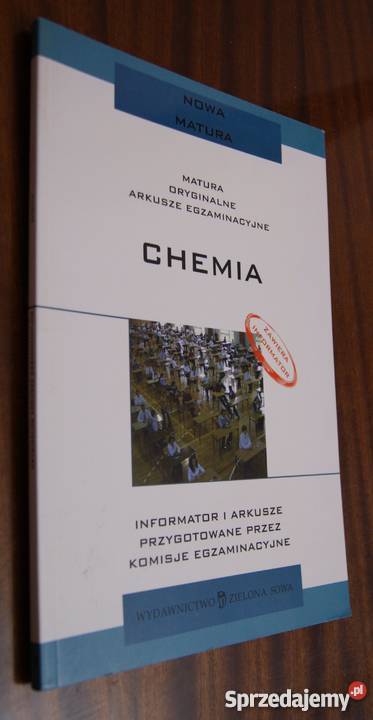 NOWA
MATURA
MATURA
ORYGINALNE
ARKUSZE EGZAMINACYJNE
CHEMIA
ZAWIERA
INFORMATOR
INFORMATOR I ARKUSZE
PRZYGOTOWANE PRZEZ
KOMISJE EGZAMINACYJNE
WYDAWNICTWO ZIELONA SOWA
Sprzedajemy.pl